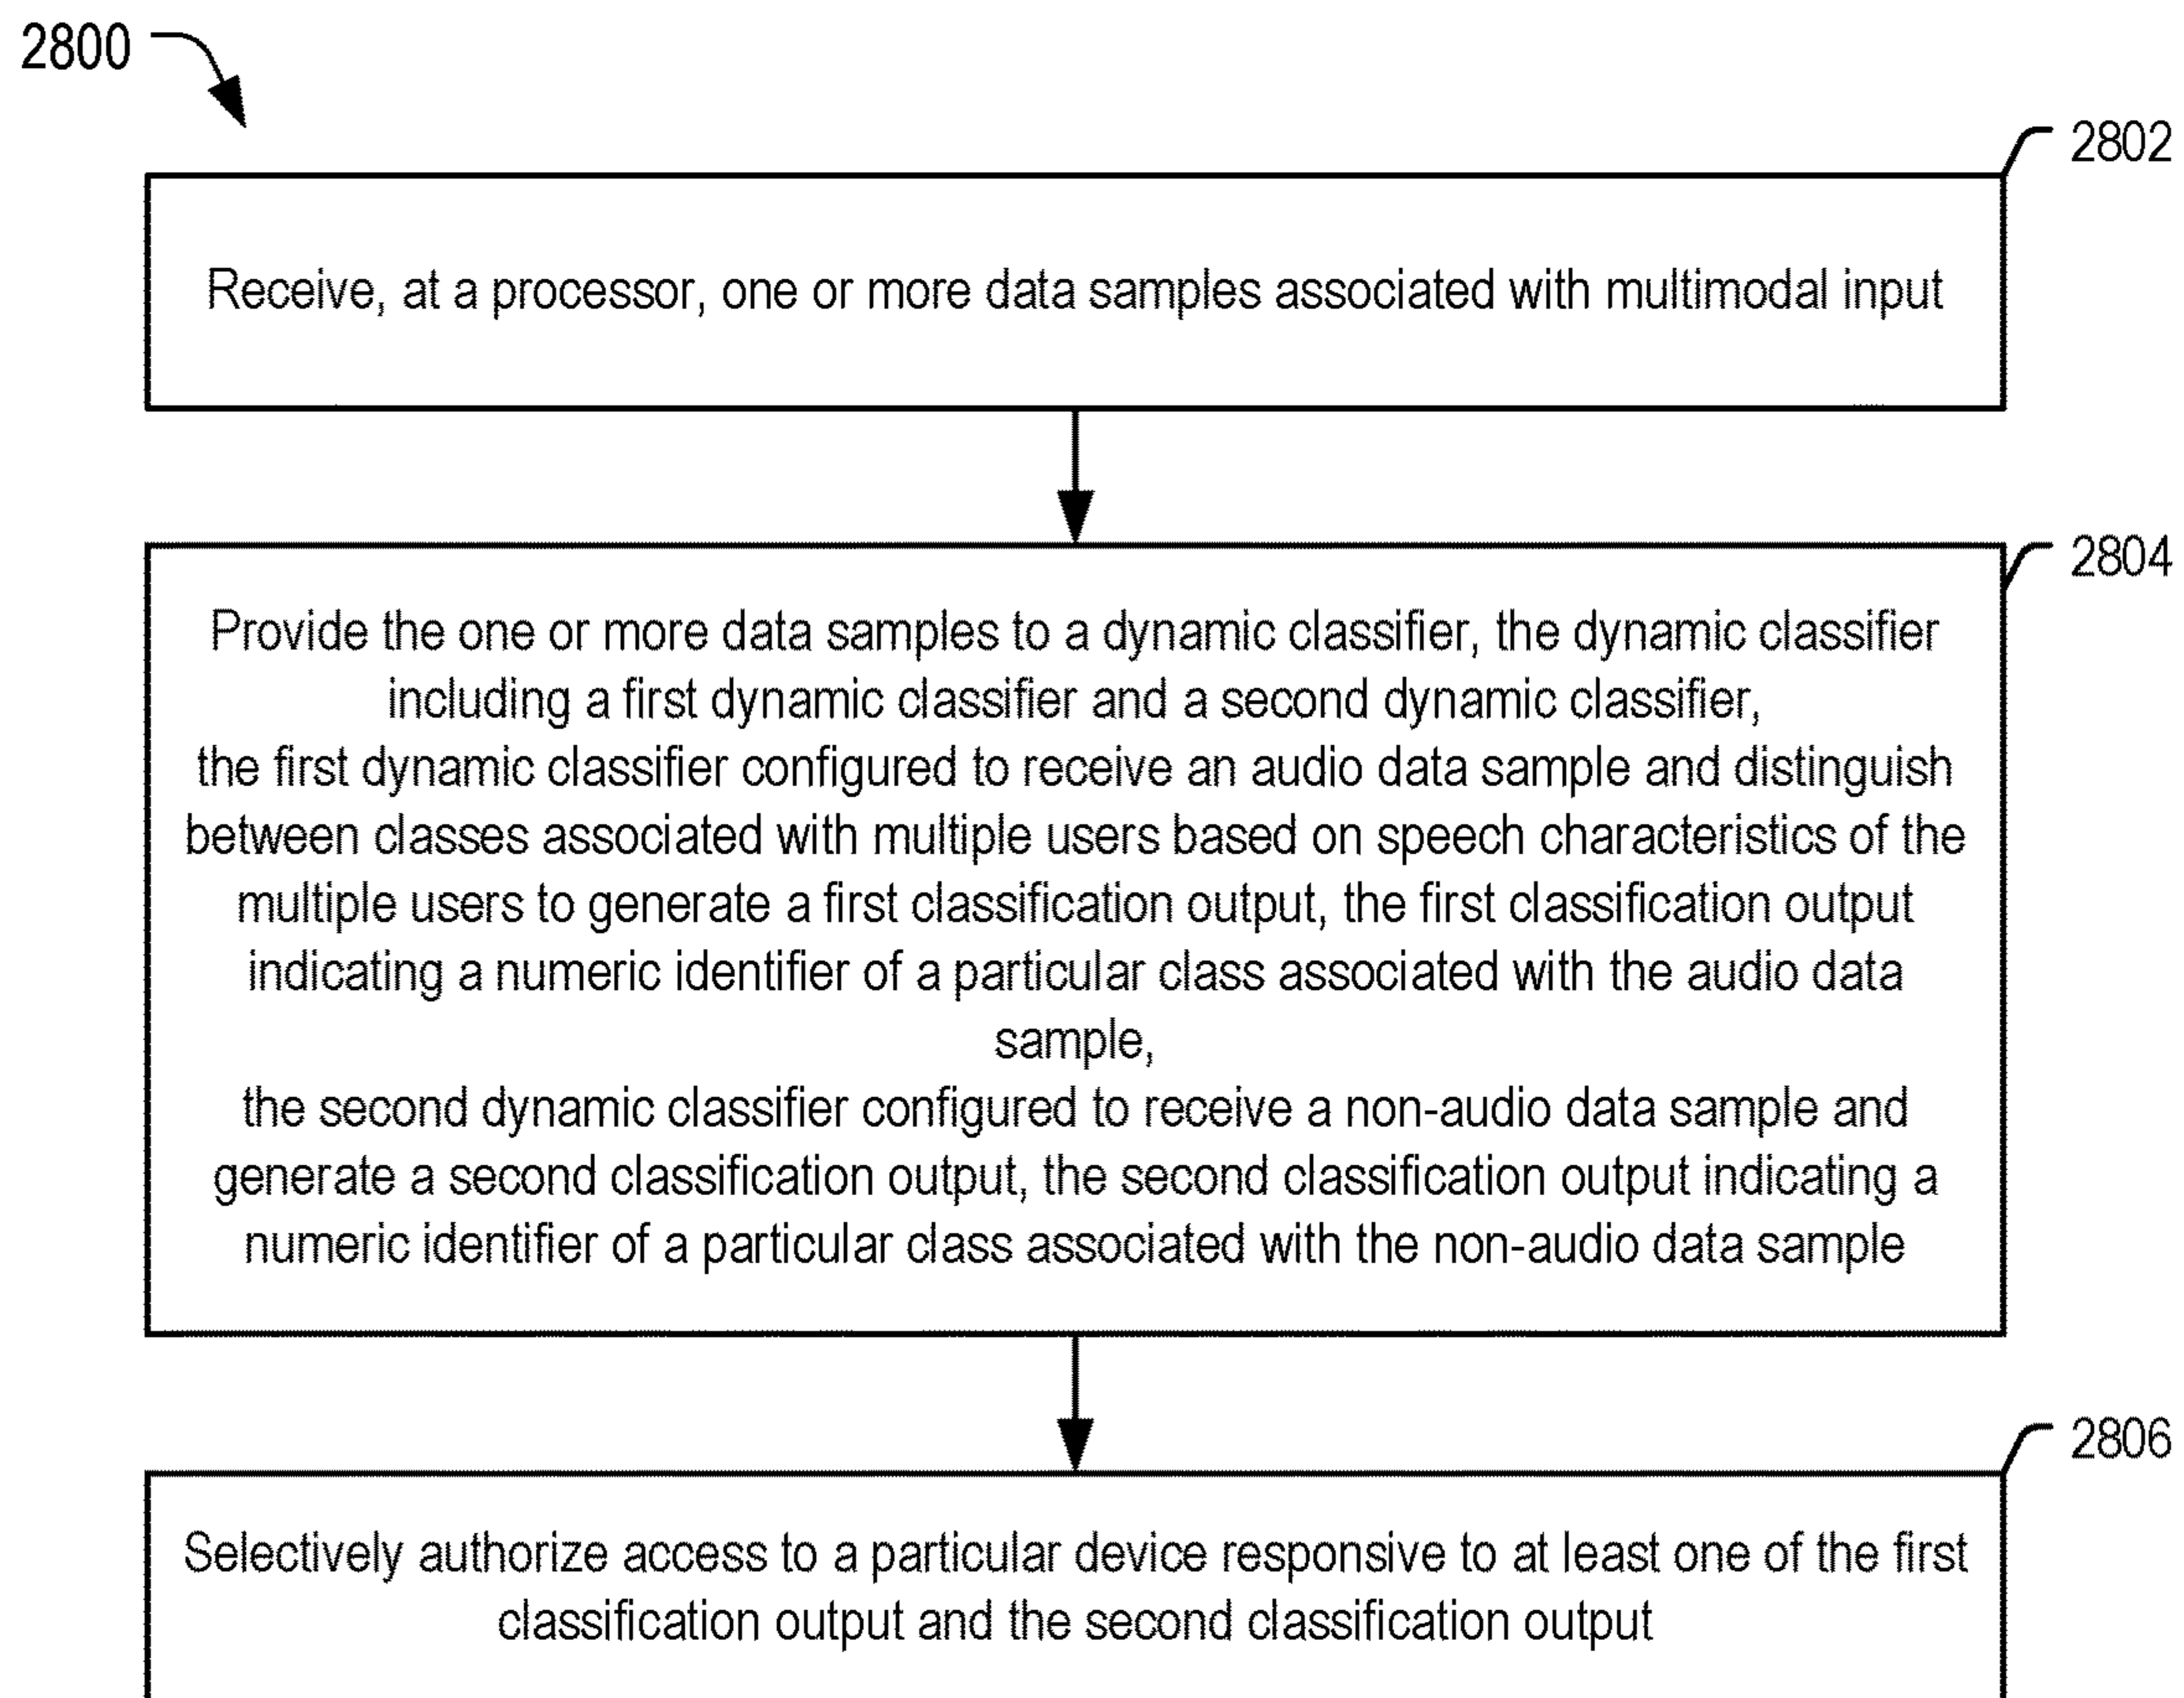 2800
2802
Receive, at a processor, one or more data samples associated with multimodal input
2804
Provide the one or more data samples to a dynamic classifier, the dynamic classifier
including a first dynamic classifier and a second dynamic classifier,
the first dynamic classifier configured to receive an audio data sample and distinguish
between classes associated with multiple users based on speech characteristics of the
multiple users to generate a first classification output, the first classification output
indicating a numeric identifier of a particular class associated with the audio data
sample,
the second dynamic classifier configured to receive a non-audio data sample and
generate a second classification output, the second classification output indicating a
numeric identifier of a particular class associated with the non-audio data sample
2806
Selectively authorize access to a particular device responsive to at least one of the first
classification output and the second classification output